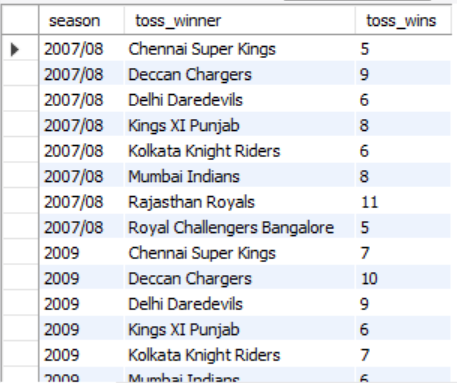 season toss_winner toss_wins
2007/08 Chennai Super Kings 5
2007/08 Deccan Chargers 9
2007/08 Delhi Daredevils 6
2007/08 Kings XI Punjab 8
2007/08 Kolkata Knight Riders 6
2007/08 Mumbai Indians 8
2007/08 Rajasthan Royals 11
2007/08 Royal Challengers Bangalore 5
2009 Chennai Super Kings 7
2009 Deccan Chargers 10
2009 Delhi Daredevils 9
2009 Kings XI Punjab 6
2009 Kolkata Knight Riders 7
2009 Mumbai Indians 6